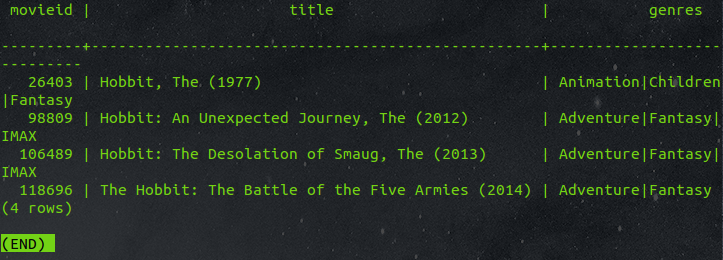 movieid |                       title                       |           genres
---------+---------------------------------------------------+---------------------------
   26403 | Hobbit, The (1977)                                | Animation|Children
|Fantasy
   98809 | Hobbit: An Unexpected Journey, The (2012)         | Adventure|Fantasy|
IMAX
  106489 | Hobbit: The Desolation of Smaug, The (2013)       | Adventure|Fantasy|
IMAX
  118696 | The Hobbit: The Battle of the Five Armies (2014) | Adventure|Fantasy
(4 rows)
(END)